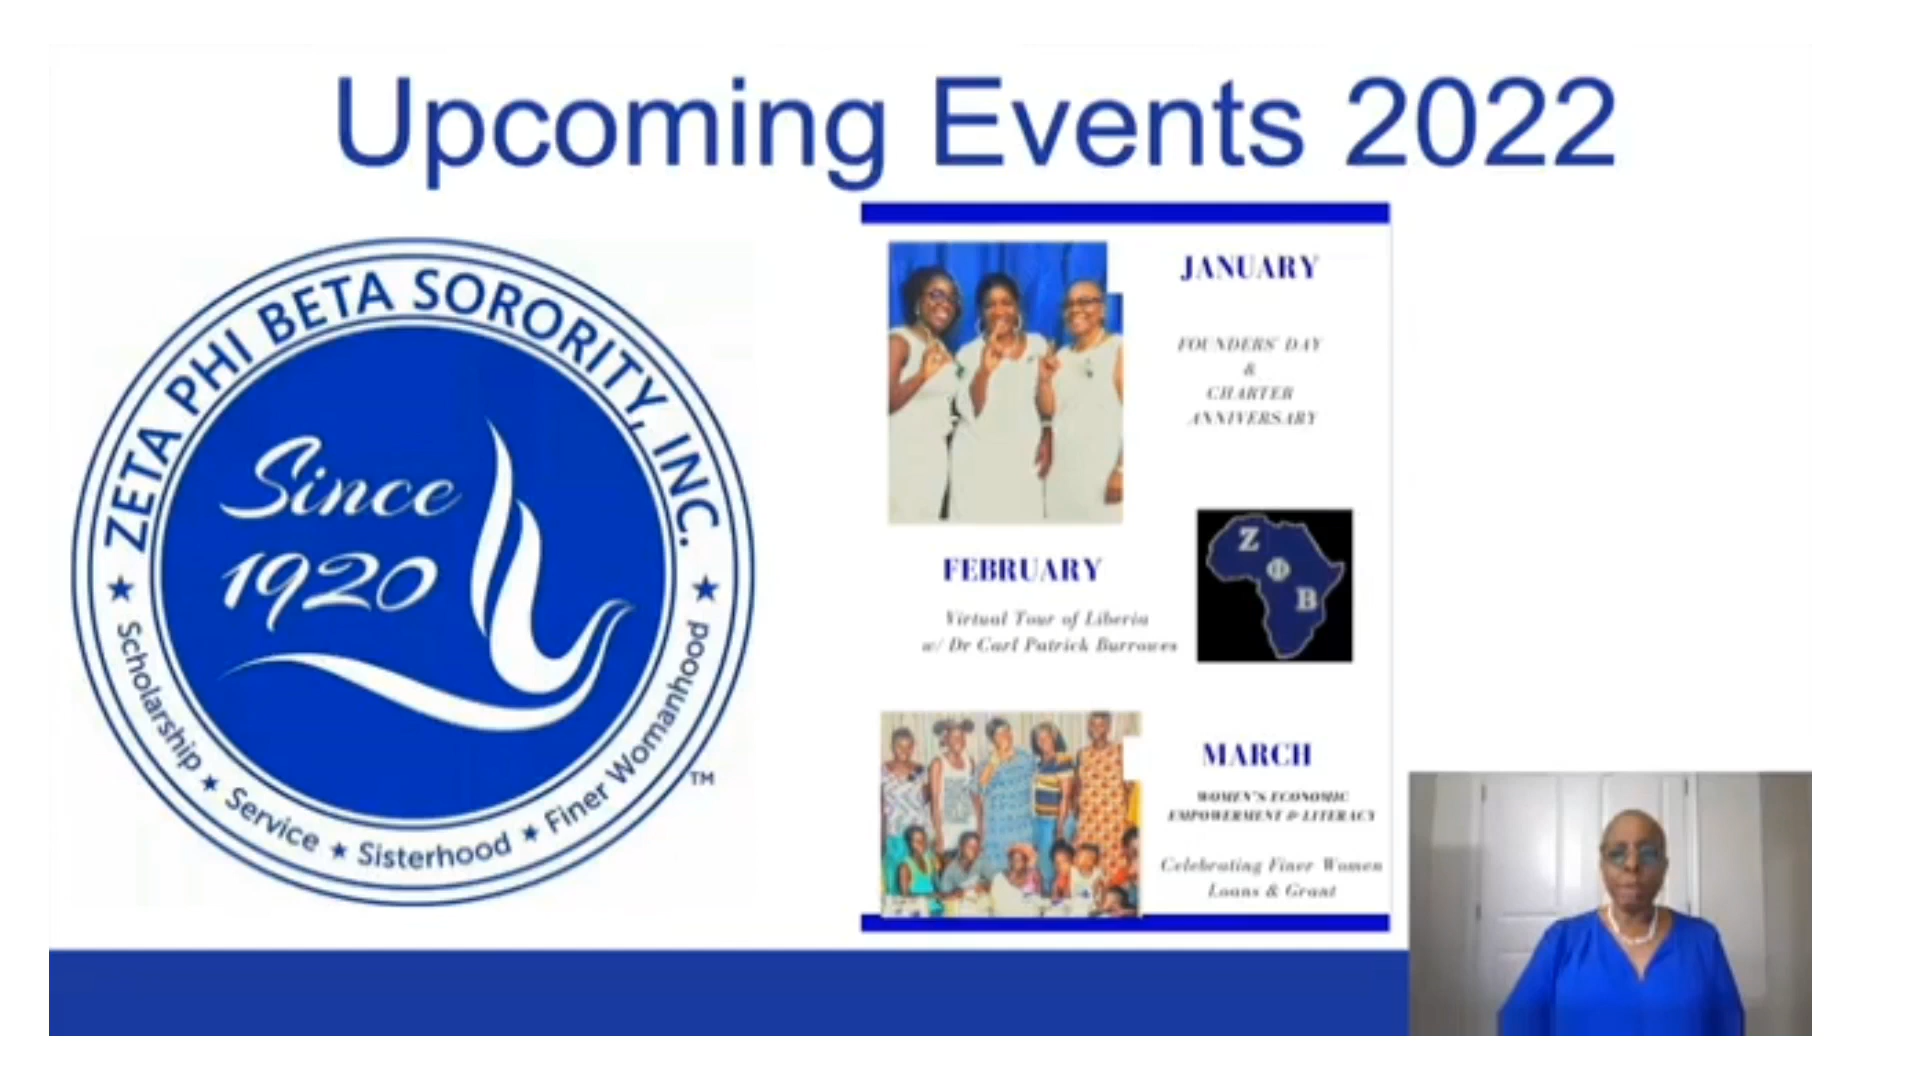 Upcoming Events 2022
ZETA PHI BETA SORORITY, INC.
Since
1920
Scholarship ★ Service ★ Sisterhood ★ Finer Womanhood
TM
JANUARY
FOUNDERS' DAY
&
CHARTER
ANNIVERSARY
FEBRUARY
Virtual Tour of Liberia
w/ Dr Carl Patrick Burrowes
Z
Φ
B
MARCH
WOMEN'S ECONOMIC
EMPOWERMENT & LITERACY
Celebrating Finer Women
Loans & Grant